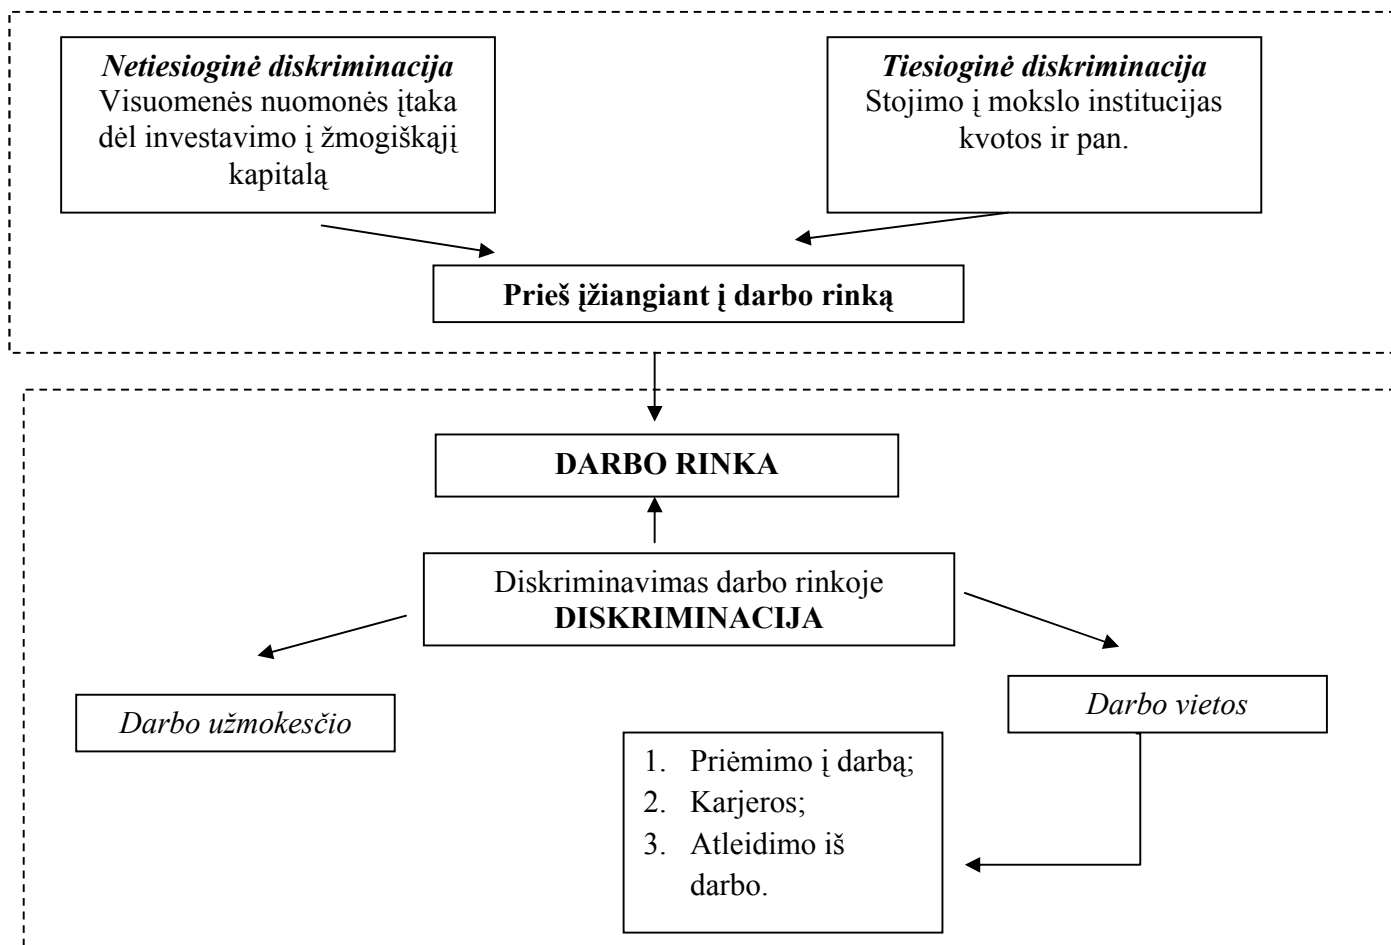 Netiesioginė diskriminacija
Visuomenės nuomonės įtaka
dėl investavimo į žmogiškąjį
kapitalą
Tiesioginė diskriminacija
Stojimo į mokslo institucijas
kvotos ir pan.
Prieš įžiangiant į darbo rinką
DARBO RINKA
Diskriminavimas darbo rinkoje
DISKRIMINACIJA
Darbo užmokesčio
Darbo vietos
1. Priėmimo į darbą;
2. Karjeros;
3. Atleidimo iš
darbo.